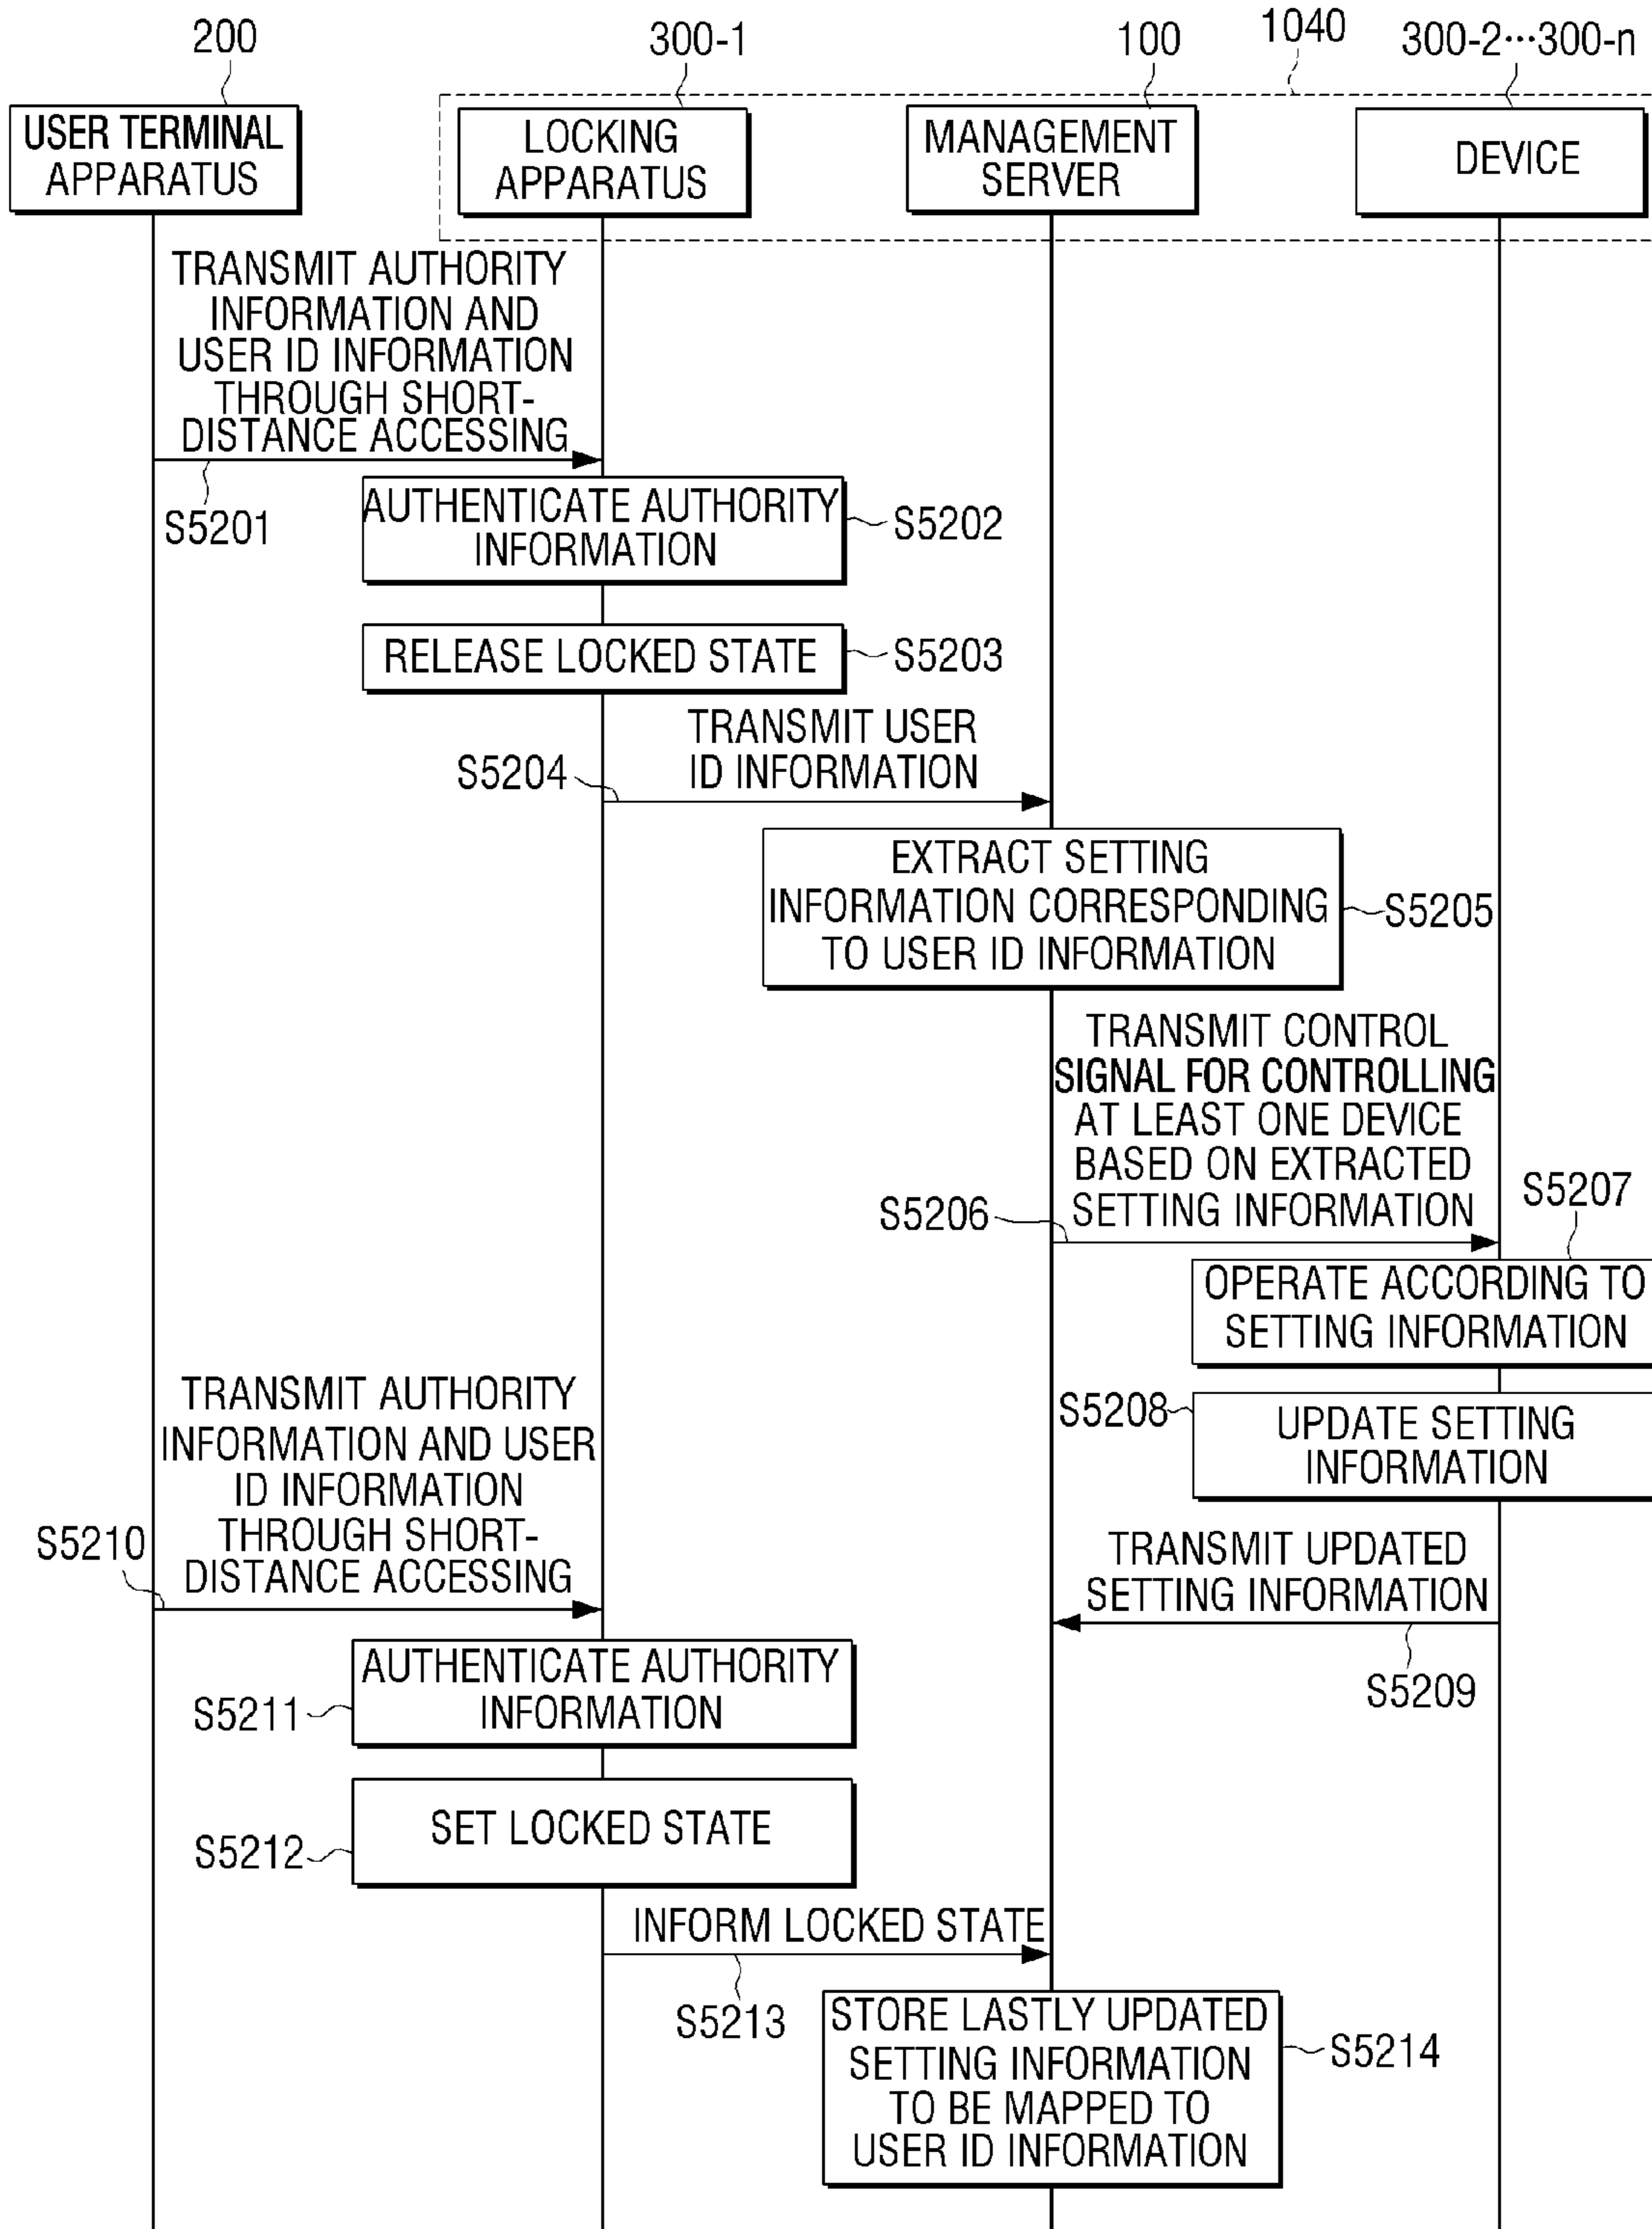 200
300-1
100
1040
300-2···300-n
USER TERMINAL
APPARATUS
LOCKING
APPARATUS
MANAGEMENT
SERVER
DEVICE
TRANSMIT AUTHORITY
INFORMATION AND
USER ID INFORMATION
THROUGH SHORT-
DISTANCE ACCESSING
S5201
AUTHENTICATE AUTHORITY
INFORMATION
S5202
RELEASE LOCKED STATE
S5203
TRANSMIT USER
ID INFORMATION
S5204
EXTRACT SETTING
INFORMATION CORRESPONDING
TO USER ID INFORMATION
S5205
TRANSMIT CONTROL
SIGNAL FOR CONTROLLING
AT LEAST ONE DEVICE
BASED ON EXTRACTED
SETTING INFORMATION
S5206
S5207
OPERATE ACCORDING TO
SETTING INFORMATION
S5208
UPDATE SETTING
INFORMATION
TRANSMIT AUTHORITY
INFORMATION AND USER
ID INFORMATION
THROUGH SHORT-
DISTANCE ACCESSING
S5210
TRANSMIT UPDATED
SETTING INFORMATION
S5209
AUTHENTICATE AUTHORITY
INFORMATION
S5211
SET LOCKED STATE
S5212
INFORM LOCKED STATE
S5213
STORE LASTLY UPDATED
SETTING INFORMATION
TO BE MAPPED TO
USER ID INFORMATION
S5214